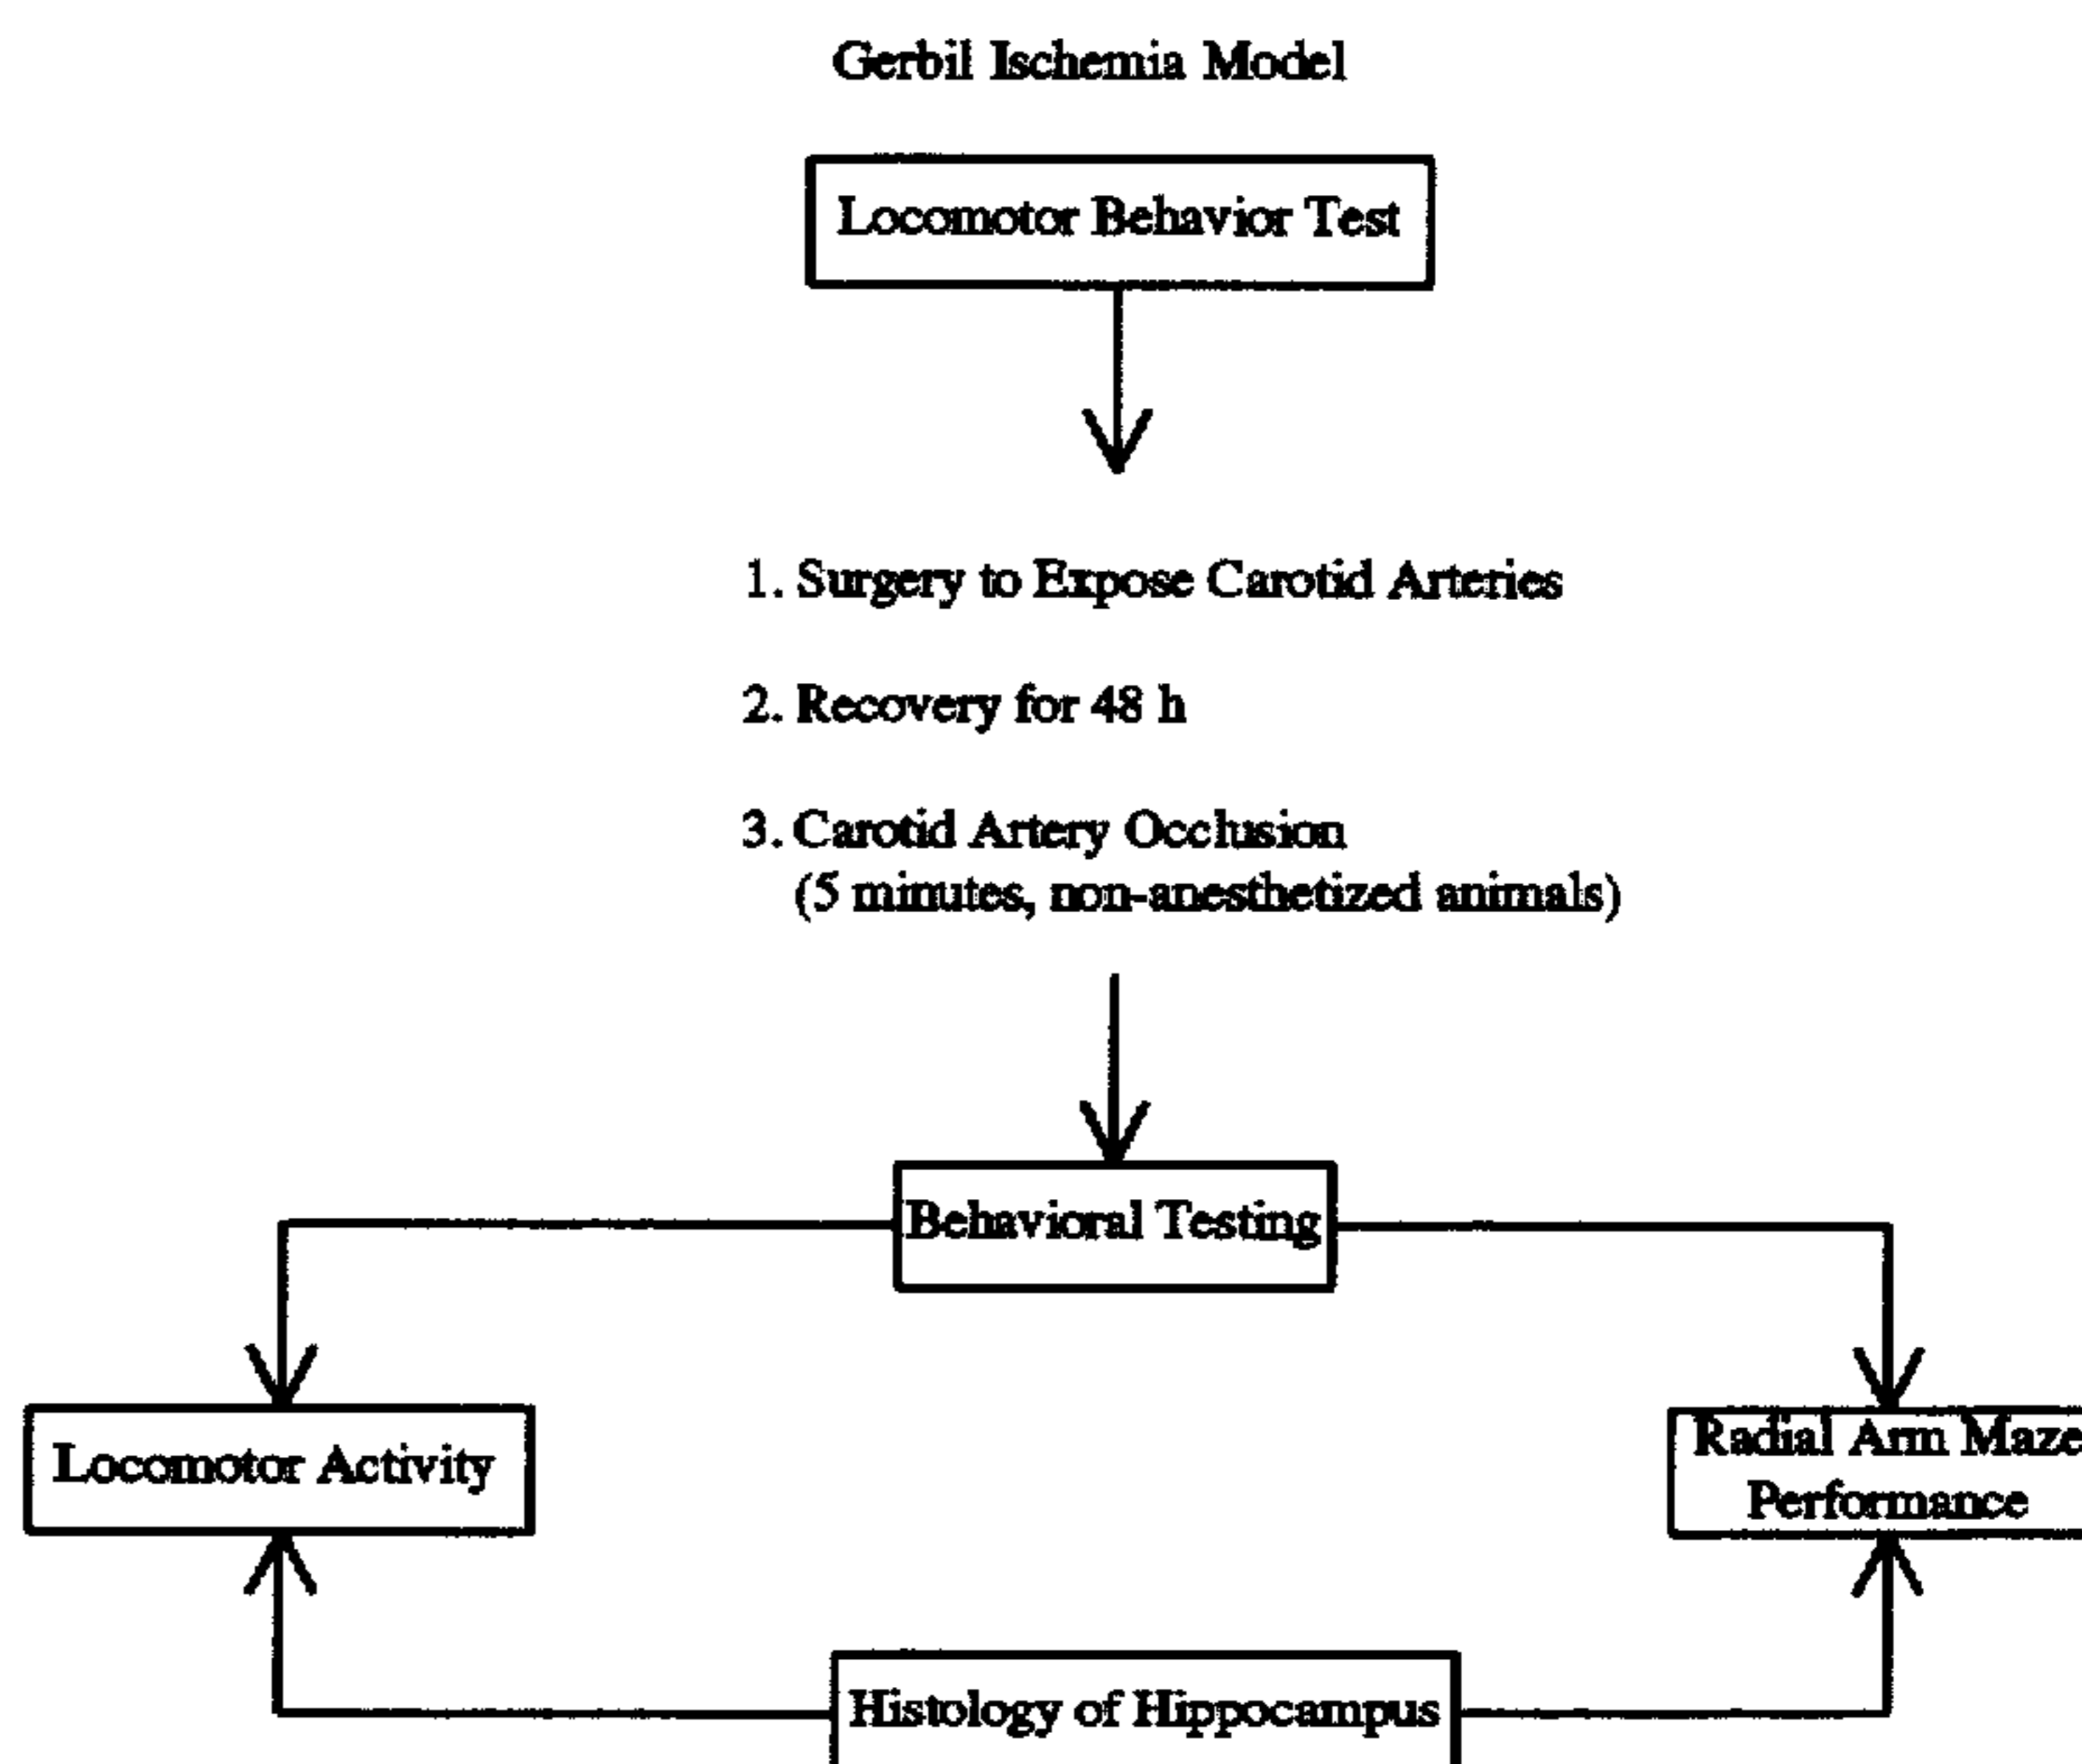 Gerbil Ischemia Model
Locomotor Behavior Test
1. Surgery to Expose Carotid Arteries
2. Recovery for 48 h
3. Carotid Artery Occlusion
(5 minutes, non-anesthetized animals)
Behavioral Testing
Locomotor Activity
Radial Arm Maze
Performance
Histology of Hippocampus